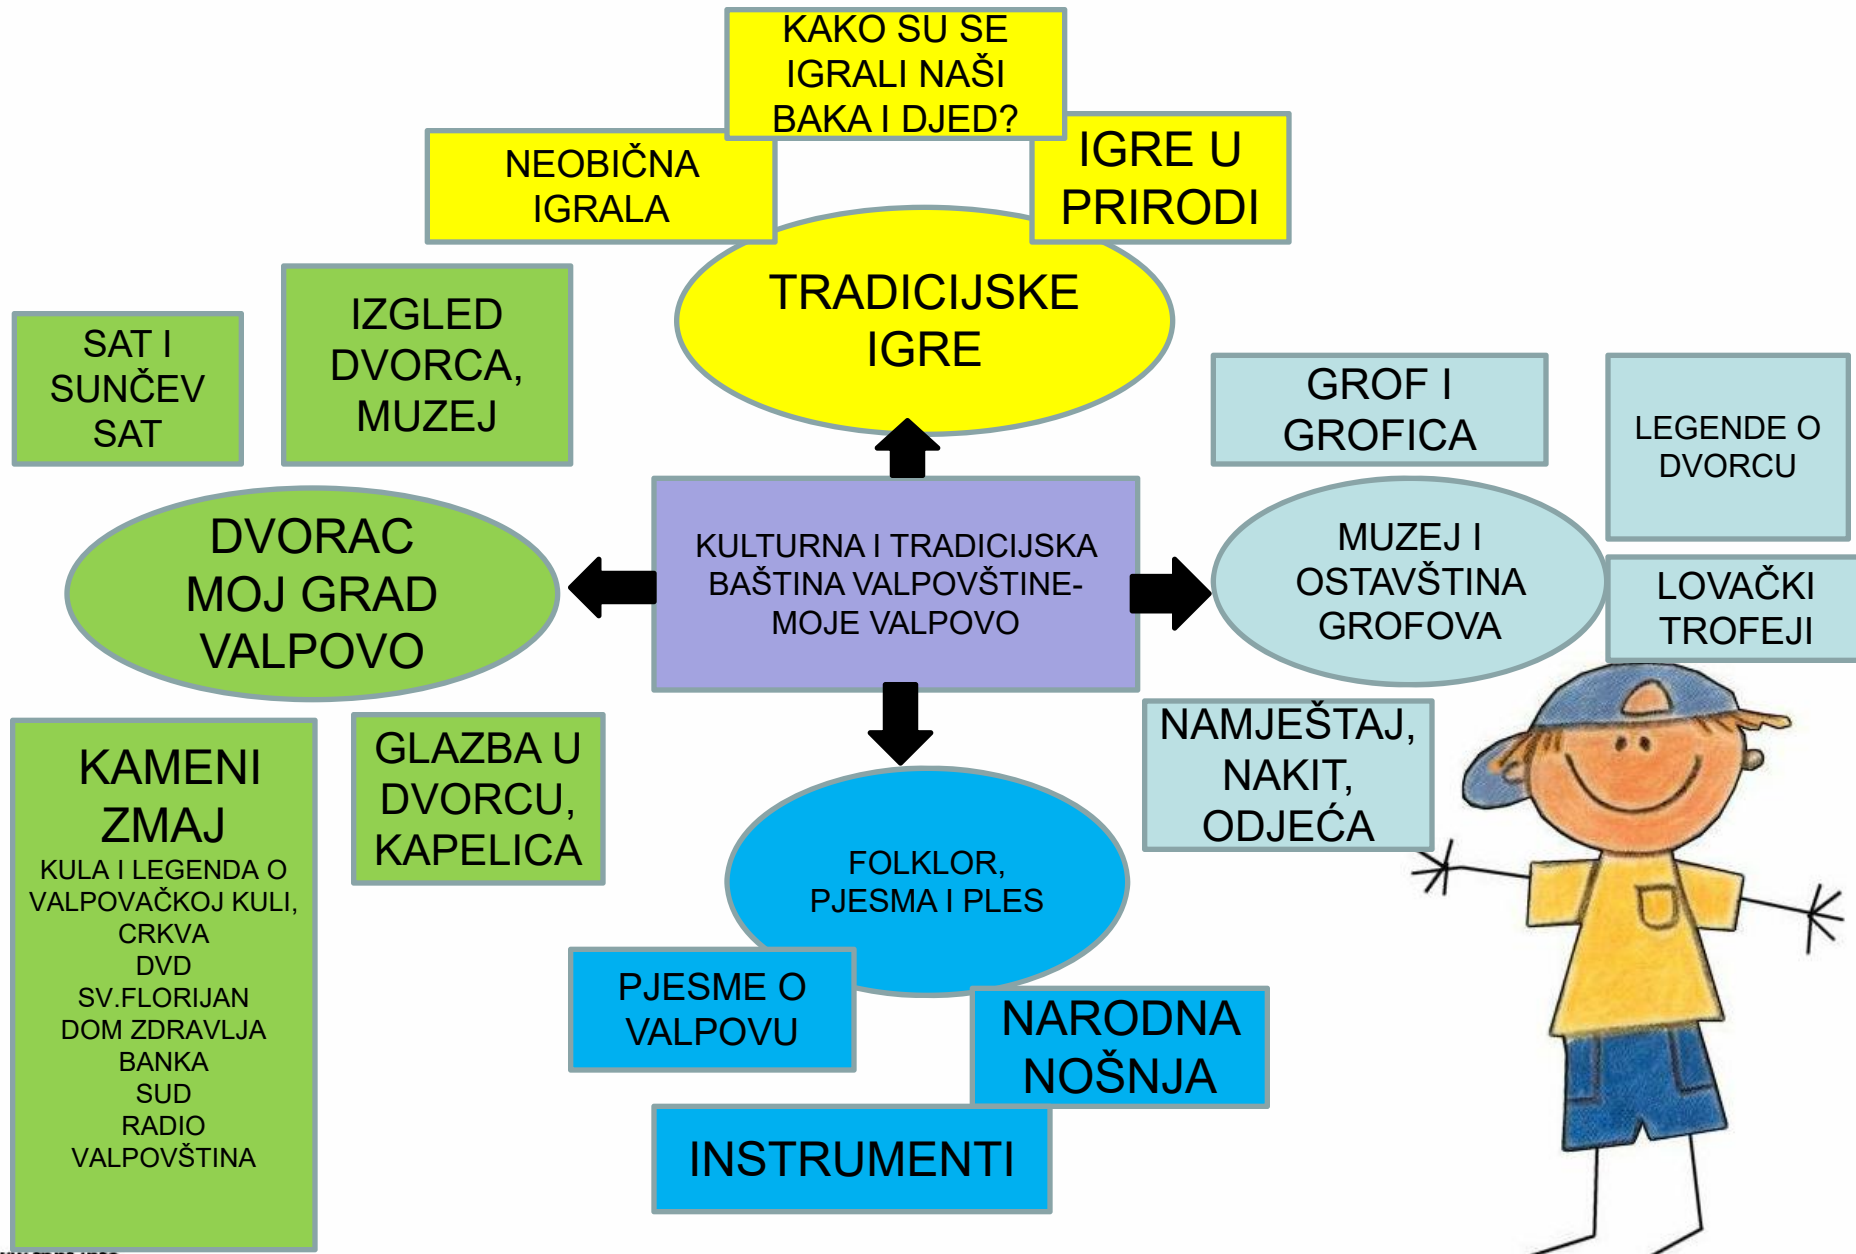 KAKO SU SE
IGRALI NAŠI
BAKA I DJED?
NEOBIČNA
IGRALA
IGRE U
PRIRODI
TRADICIJSKE
IGRE
SAT I
SUNČEV
SAT
IZGLED
DVORCA,
MUZEJ
GROF I
GROFICA
LEGENDE O
DVORCU
DVORAC
MOJ GRAD
VALPOVO
KULTURNA I TRADICIJSKA
BAŠTINA VALPOVŠTINE-
MOJE VALPOVO
MUZEJ I
OSTAVŠTINA
GROFOVA
LOVAČKI
TROFEJI
KAMENI
ZMAJ
KULA I LEGENDA O
VALPOVAČKOJ KULI,
CRKVA
DVD
SV.FLORIJAN
DOM ZDRAVLJA
BANKA
SUD
RADIO
VALPOVŠTINA
GLAZBA U
DVORCU,
KAPELICA
NAMJEŠTAJ,
NAKIT,
ODJEĆA
FOLKLOR,
PJESMA I PLES
PJESME O
VALPOVU
NARODNA
NOŠNJA
INSTRUMENTI